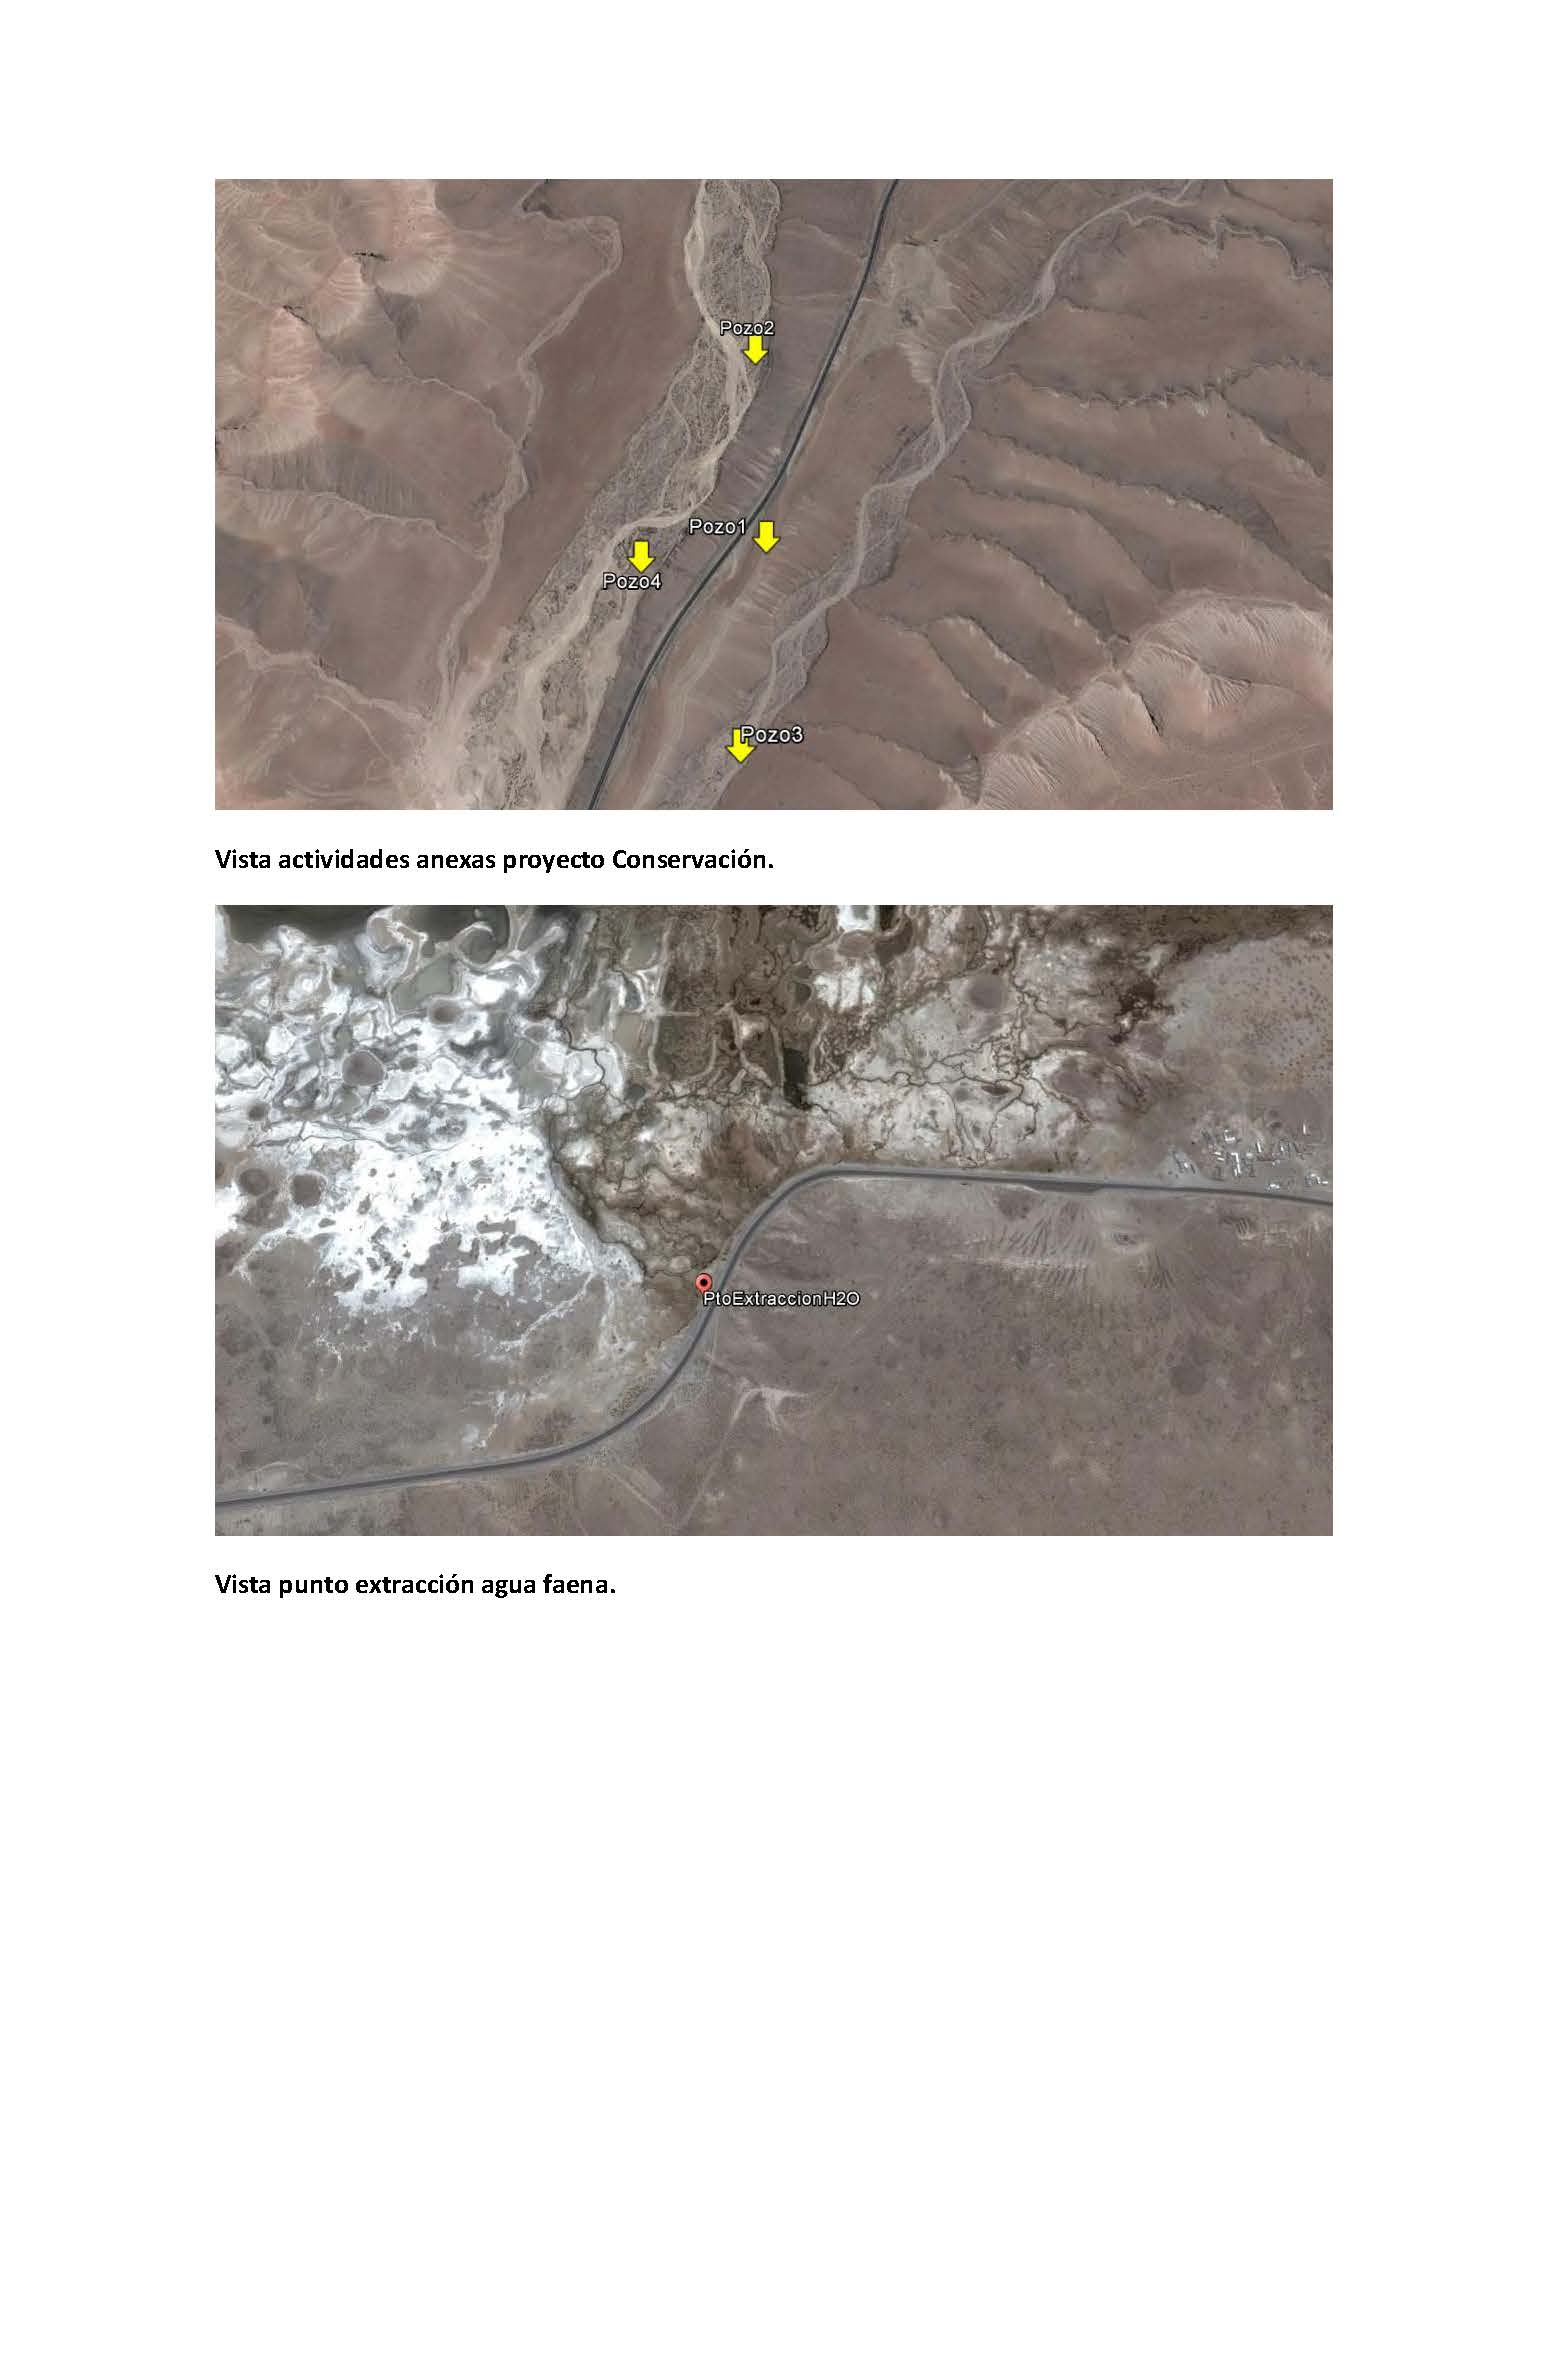 Pozo2
Pozo1
Pozo4
Pozo3
Vista actividades anexas proyecto Conservación.
PtoExtraccionH2O
Vista punto extracción agua faena.